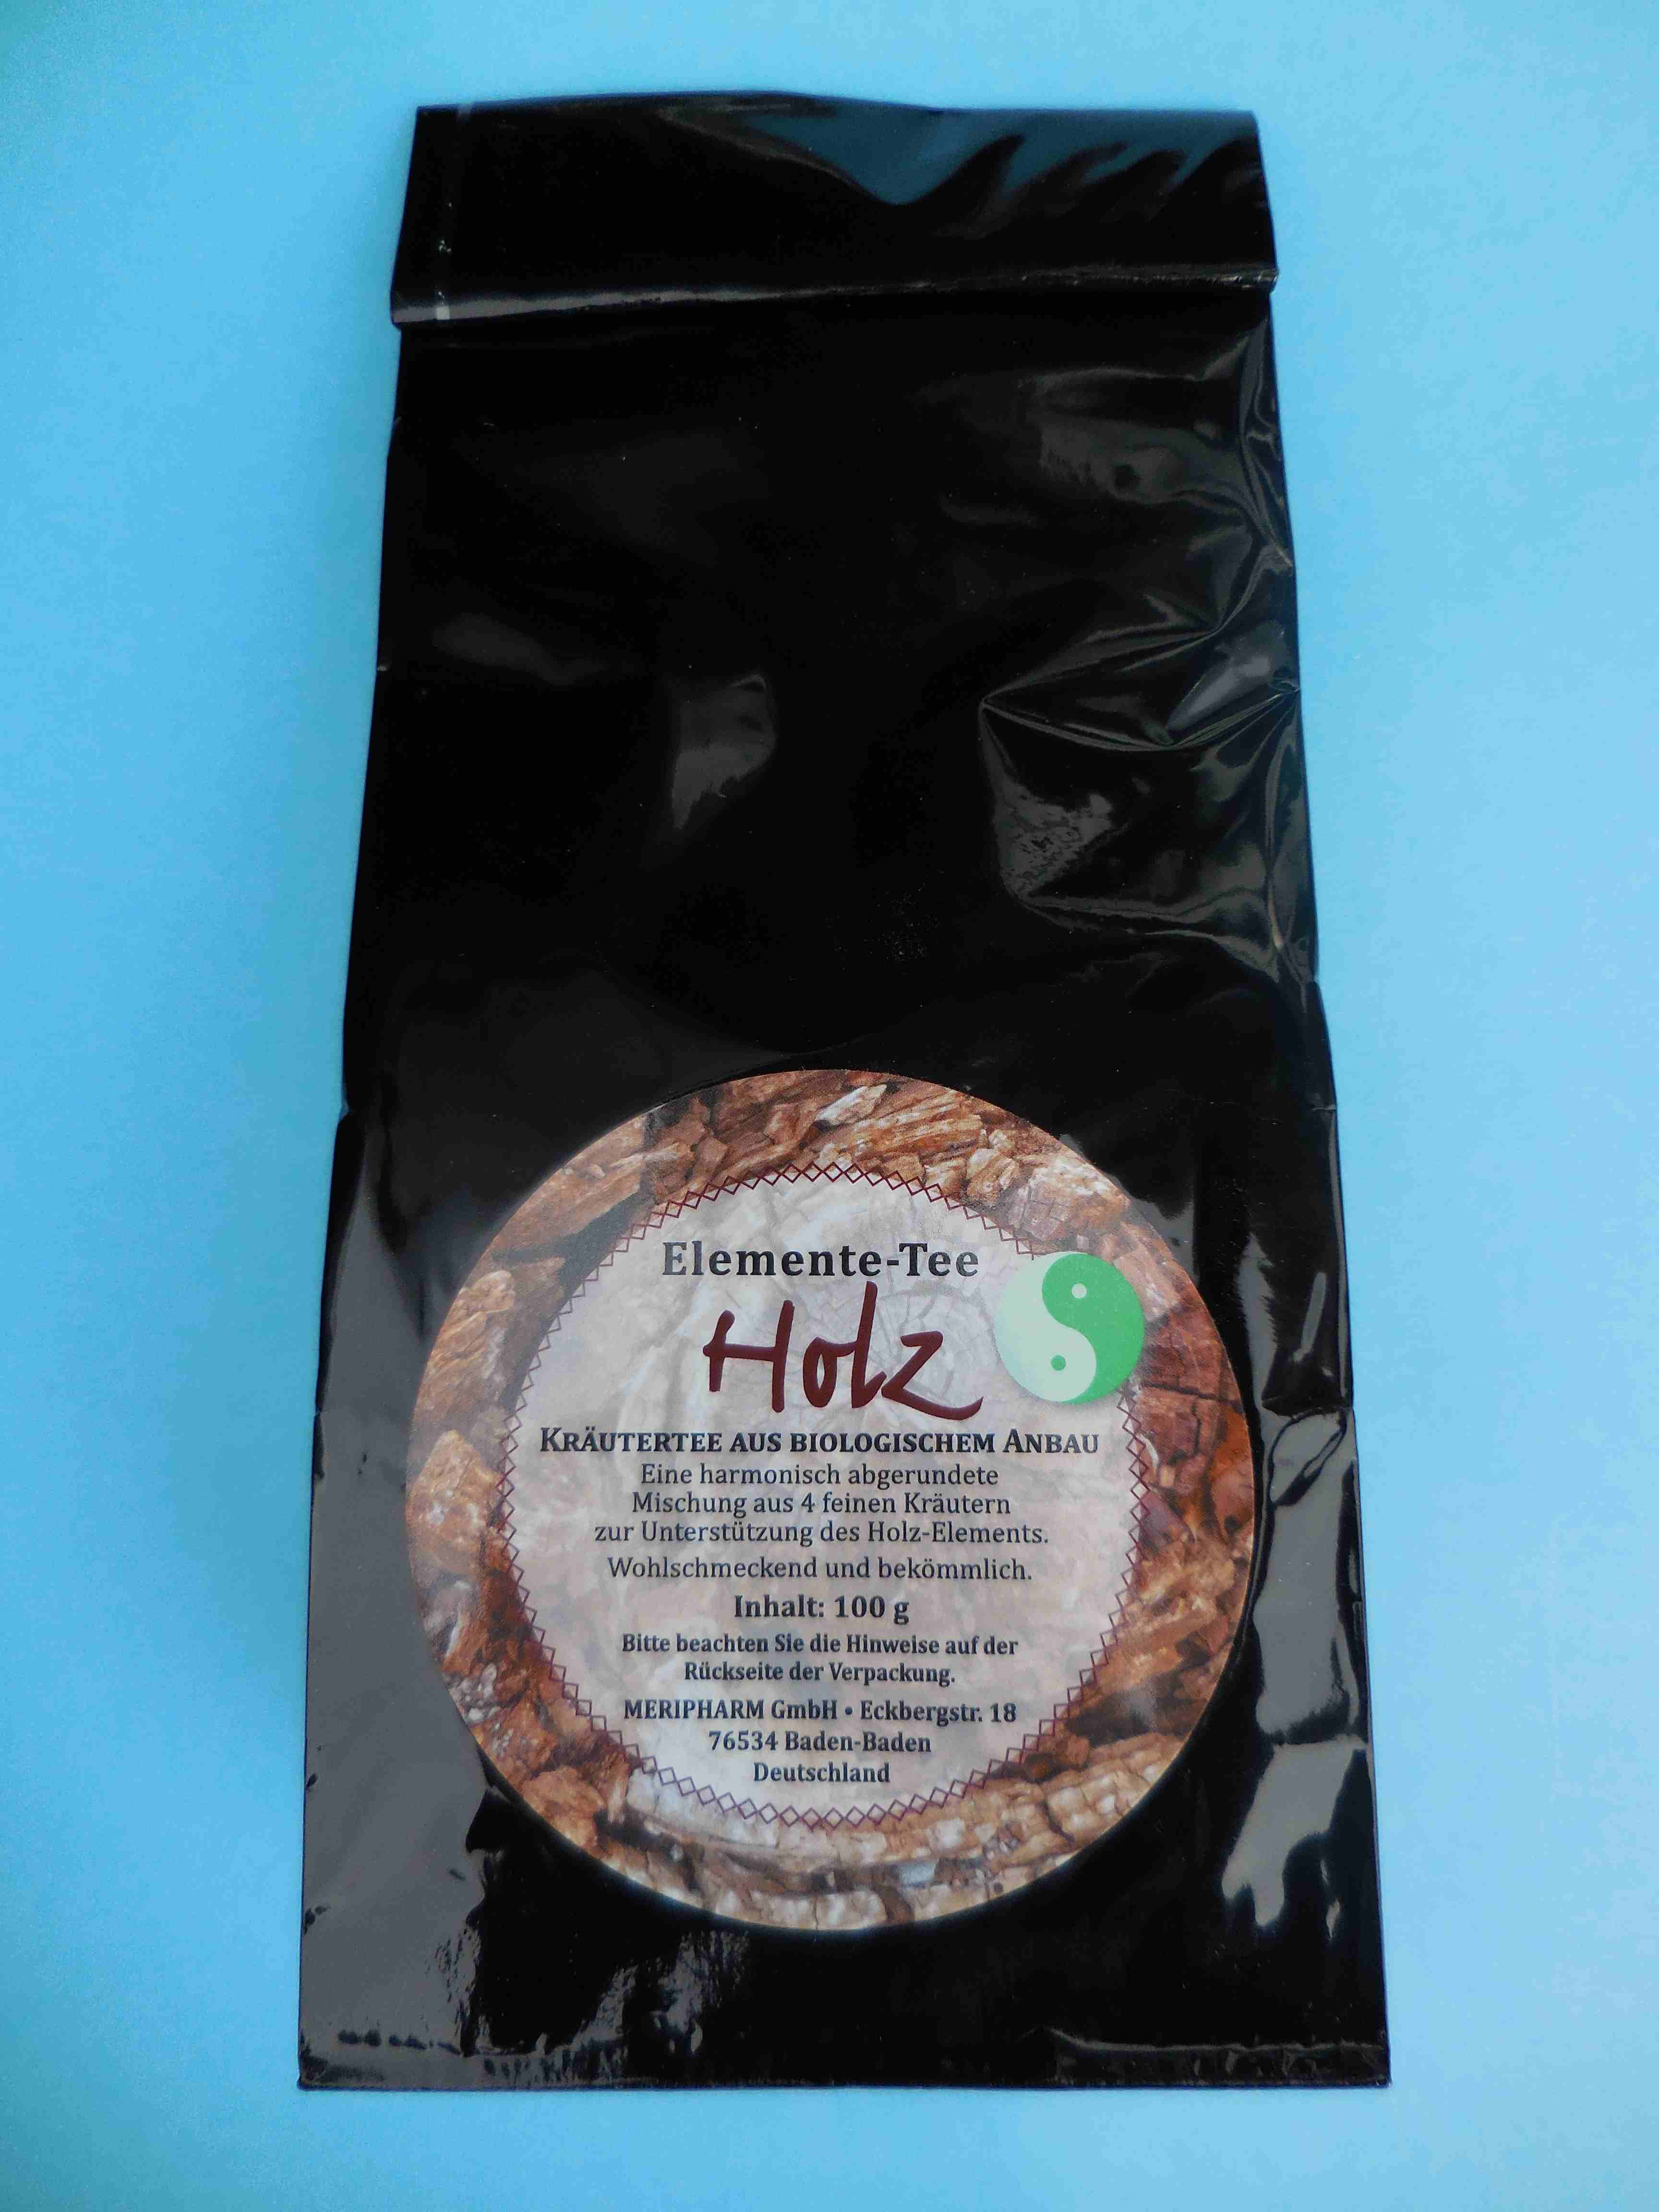 Elemente-Tee
Holz
KRÄUTERTEE AUS BIOLOGISCHEM ANBAU
Eine harmonisch abgerundete
Mischung aus 4 feinen Kräutern
zur Unterstützung des Holz-Elements.
Wohlschmeckend und bekömmlich.
Inhalt: 100 g
Bitte beachten Sie die Hinweise auf der
Rückseite der Verpackung.
MERIPHARM GmbH • Eckbergstr. 18
76534 Baden-Baden
Deutschland